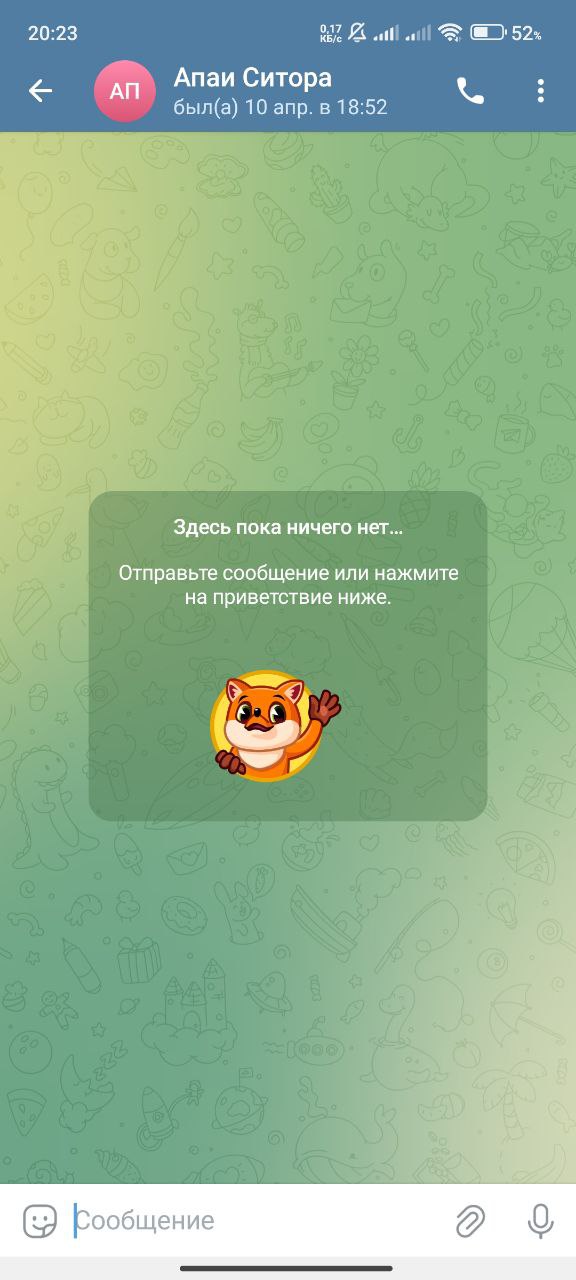 20:23
0,17
КБ/с
52%
АП
Апаи Ситора
был(а) 10 апр. в 18:52
Здесь пока ничего нет...
Отправьте сообщение или нажмите
на приветствие ниже.
Сообщение